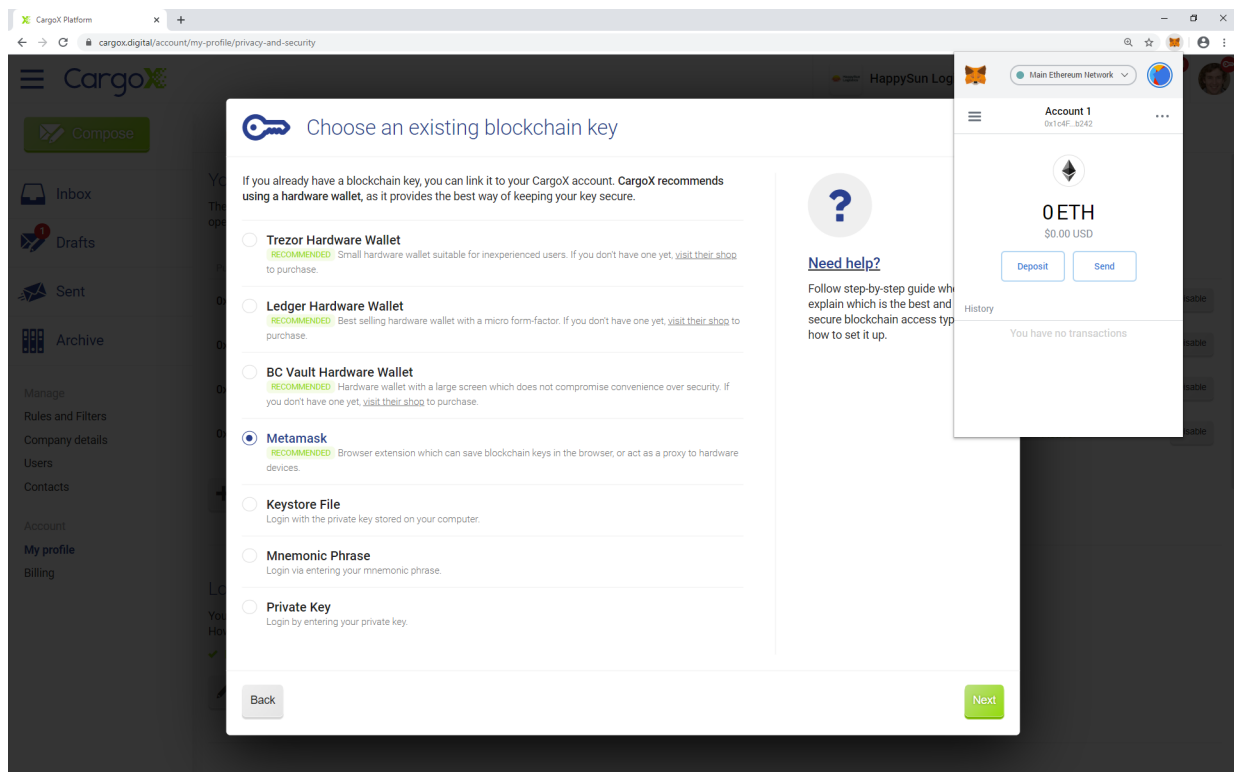 CargoX Platform
cargox.digital/account/my-profile/privacy-and-security
CargoX
HappySun Log
Compose
Inbox
1
Drafts
Sent
Archive
Manage
Rules and Filters
Company details
Users
Contacts
Account
My profile
Billing
Choose an existing blockchain key
If you already have a blockchain key, you can link it to your CargoX account. CargoX recommends
using a hardware wallet, as it provides the best way of keeping your key secure.
Trezor Hardware Wallet
RECOMMENDED Small hardware wallet suitable for inexperienced users. If you don't have one yet, visit their shop
to purchase.
Ledger Hardware Wallet
RECOMMENDED Best selling hardware wallet with a micro form-factor. If you don't have one yet, visit their shop to
purchase.
BC Vault Hardware Wallet
RECOMMENDED Hardware wallet with a large screen which does not compromise convenience over security. If
you don't have one yet, visit their shop to purchase.
Metamask
RECOMMENDED Browser extension which can save blockchain keys in the browser, or act as a proxy to hardware
devices.
Keystore File
Login with the private key stored on your computer.
Mnemonic Phrase
Login via entering your mnemonic phrase.
Private Key
Login by entering your private key.
Back
Next
?
Need help?
Follow step-by-step guide whe
explain which is the best and
secure blockchain access typ
how to set it up.
Main Ethereum Network
Account 1
0x1c4F...b242
0 ETH
$0.00 USD
Deposit
Send
History
You have no transactions
sable
sable
sable
sable